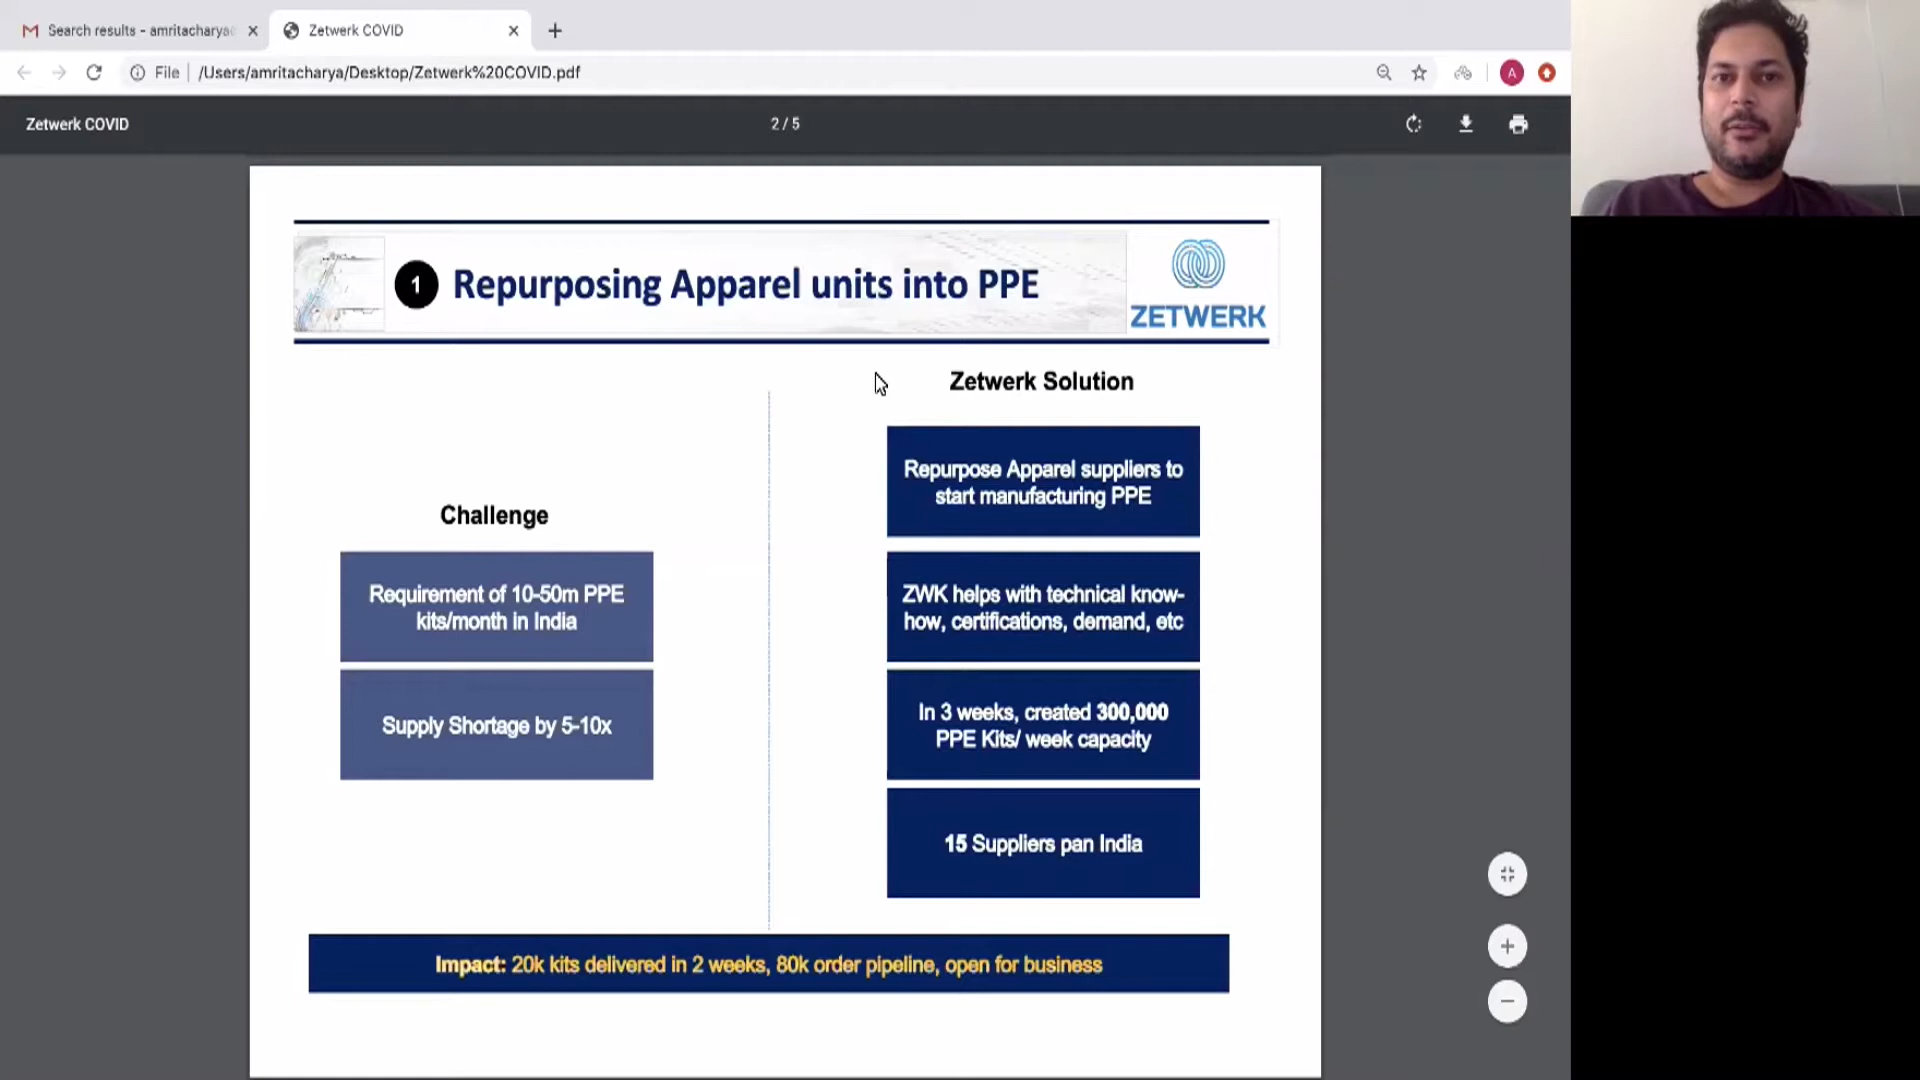 Search results - amritacharya
Zetwerk COVID
File
/Users/amritacharya/Desktop/Zetwerk%20COVID.pdf
A
Zetwerk COVID
2 / 5
1
Repurposing Apparel units into PPE
ZETWERK
Challenge
Requirement of 10-50m PPE
kits/month in India
Supply Shortage by 5-10x
Zetwerk Solution
Repurpose Apparel suppliers to
start manufacturing PPE
ZWK helps with technical know-
how, certifications, demand, etc
In 3 weeks, created 300,000
PPE Kits/ week capacity
15 Suppliers pan India
Impact: 20k kits delivered in 2 weeks, 80k order pipeline, open for business